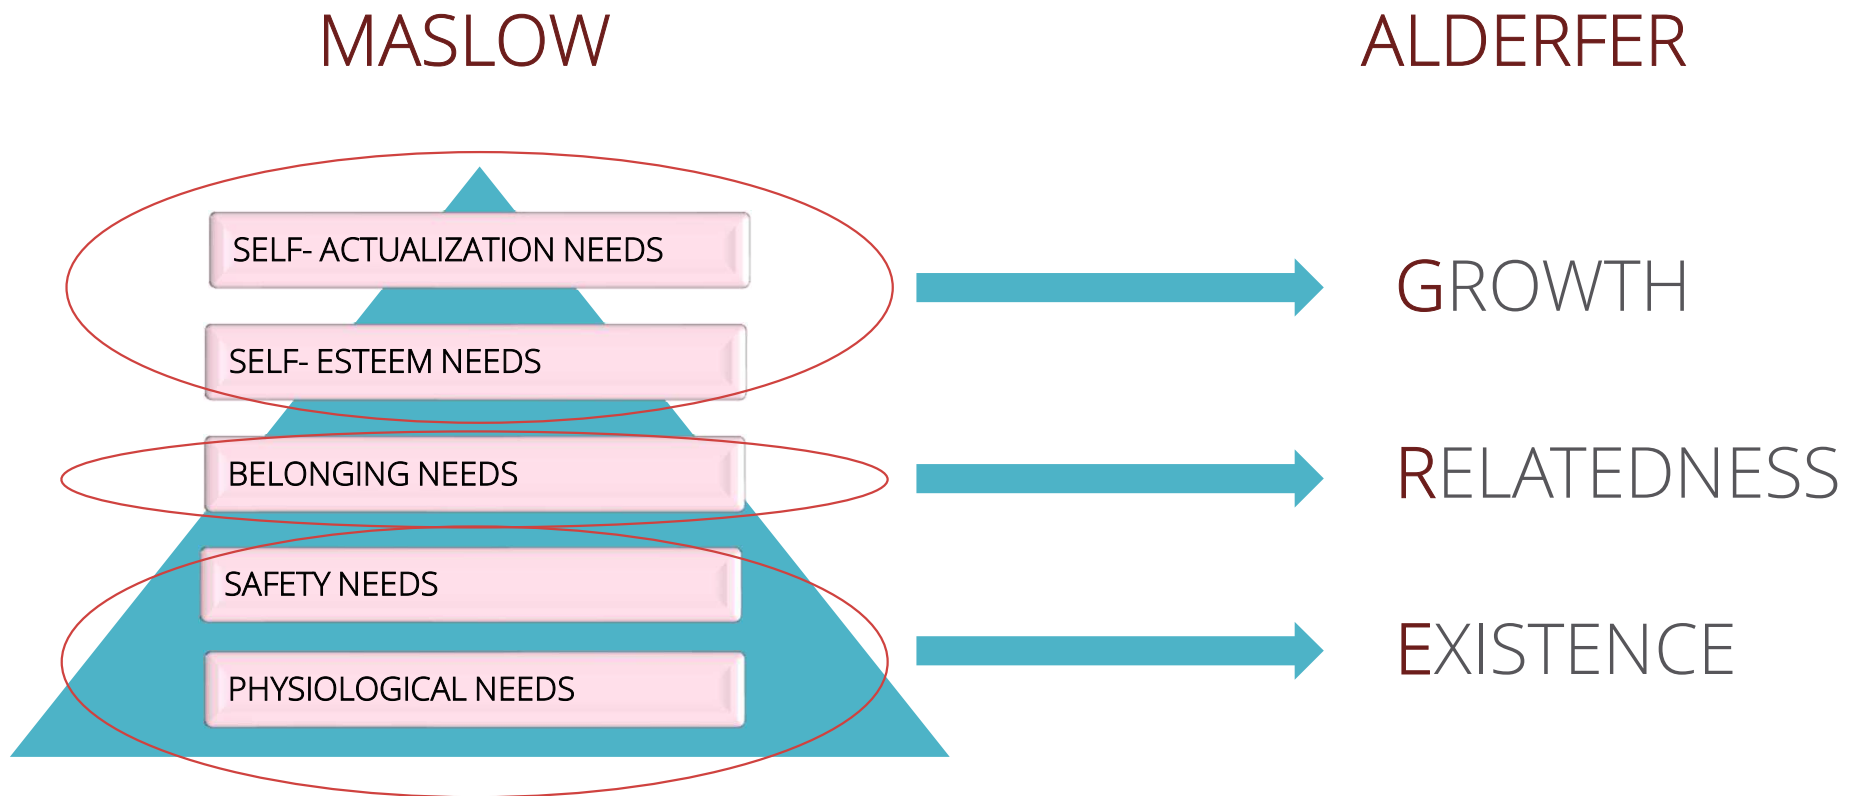 MASLOW
ALDERFER
SELF- ACTUALIZATION NEEDS
GROWTH
SELF- ESTEEM NEEDS
BELONGING NEEDS
RELATEDNESS
SAFETY NEEDS
EXISTENCE
PHYSIOLOGICAL NEEDS